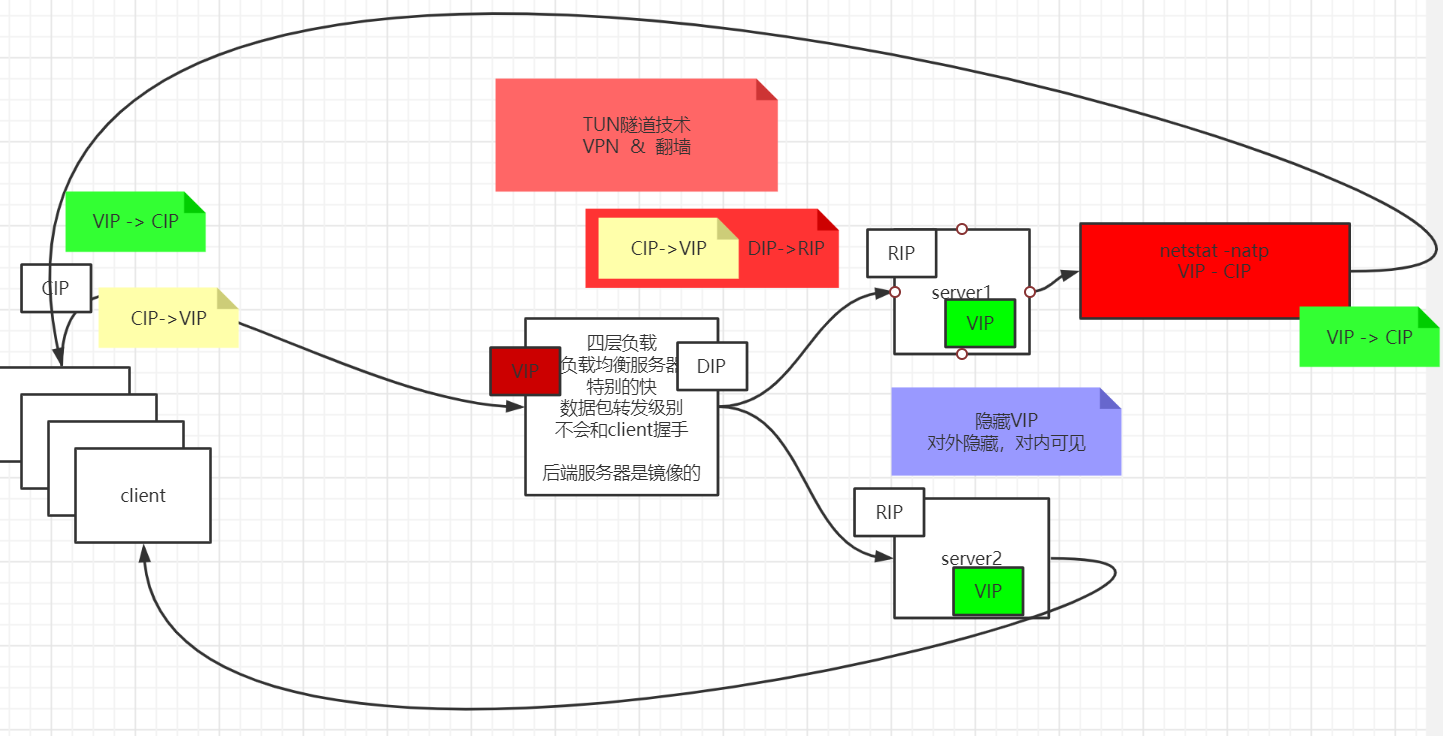 TUN隧道技术
VPN & 翻墙
VIP -> CIP
CIP
CIP->VIP
CIP->VIP
DIP->RIP
RIP
server1
VIP
netstat -natp
VIP - CIP
VIP -> CIP
VIP
四层负载
负载均衡服务器
特别的快
数据包转发级别
不会和client握手
后端服务器是镜像的
DIP
隐藏VIP
对外隐藏，对内可见
client
RIP
server2
VIP